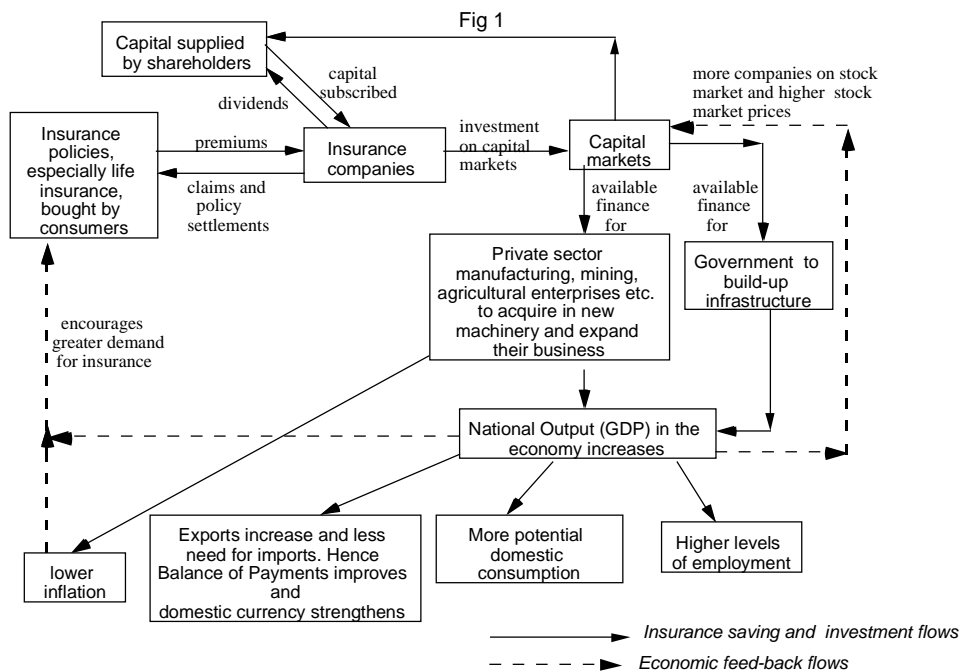 Fig 1
Capital supplied
by shareholders
capital
subscribed
dividends
more companies on stock
market and higher stock
market prices
Insurance
policies,
especially life
insurance,
bought by
consumers
premiums
claims and
policy
settlements
Insurance
companies
investment
on capital
markets
Capital
markets
available
finance
for
available
finance
for
Private sector
manufacturing, mining,
agricultural enterprises etc.
to acquire in new
machinery and expand
their business
Government to
build-up
infrastructure
encourages
greater demand
for insurance
National Output (GDP) in the
economy increases
lower
inflation
Exports increase and less
need for imports. Hence
Balance of Payments improves
and
domestic currency strengthens
More potential
domestic
consumption
Higher levels
of employment
Insurance saving and investment flows
Economic feed-back flows